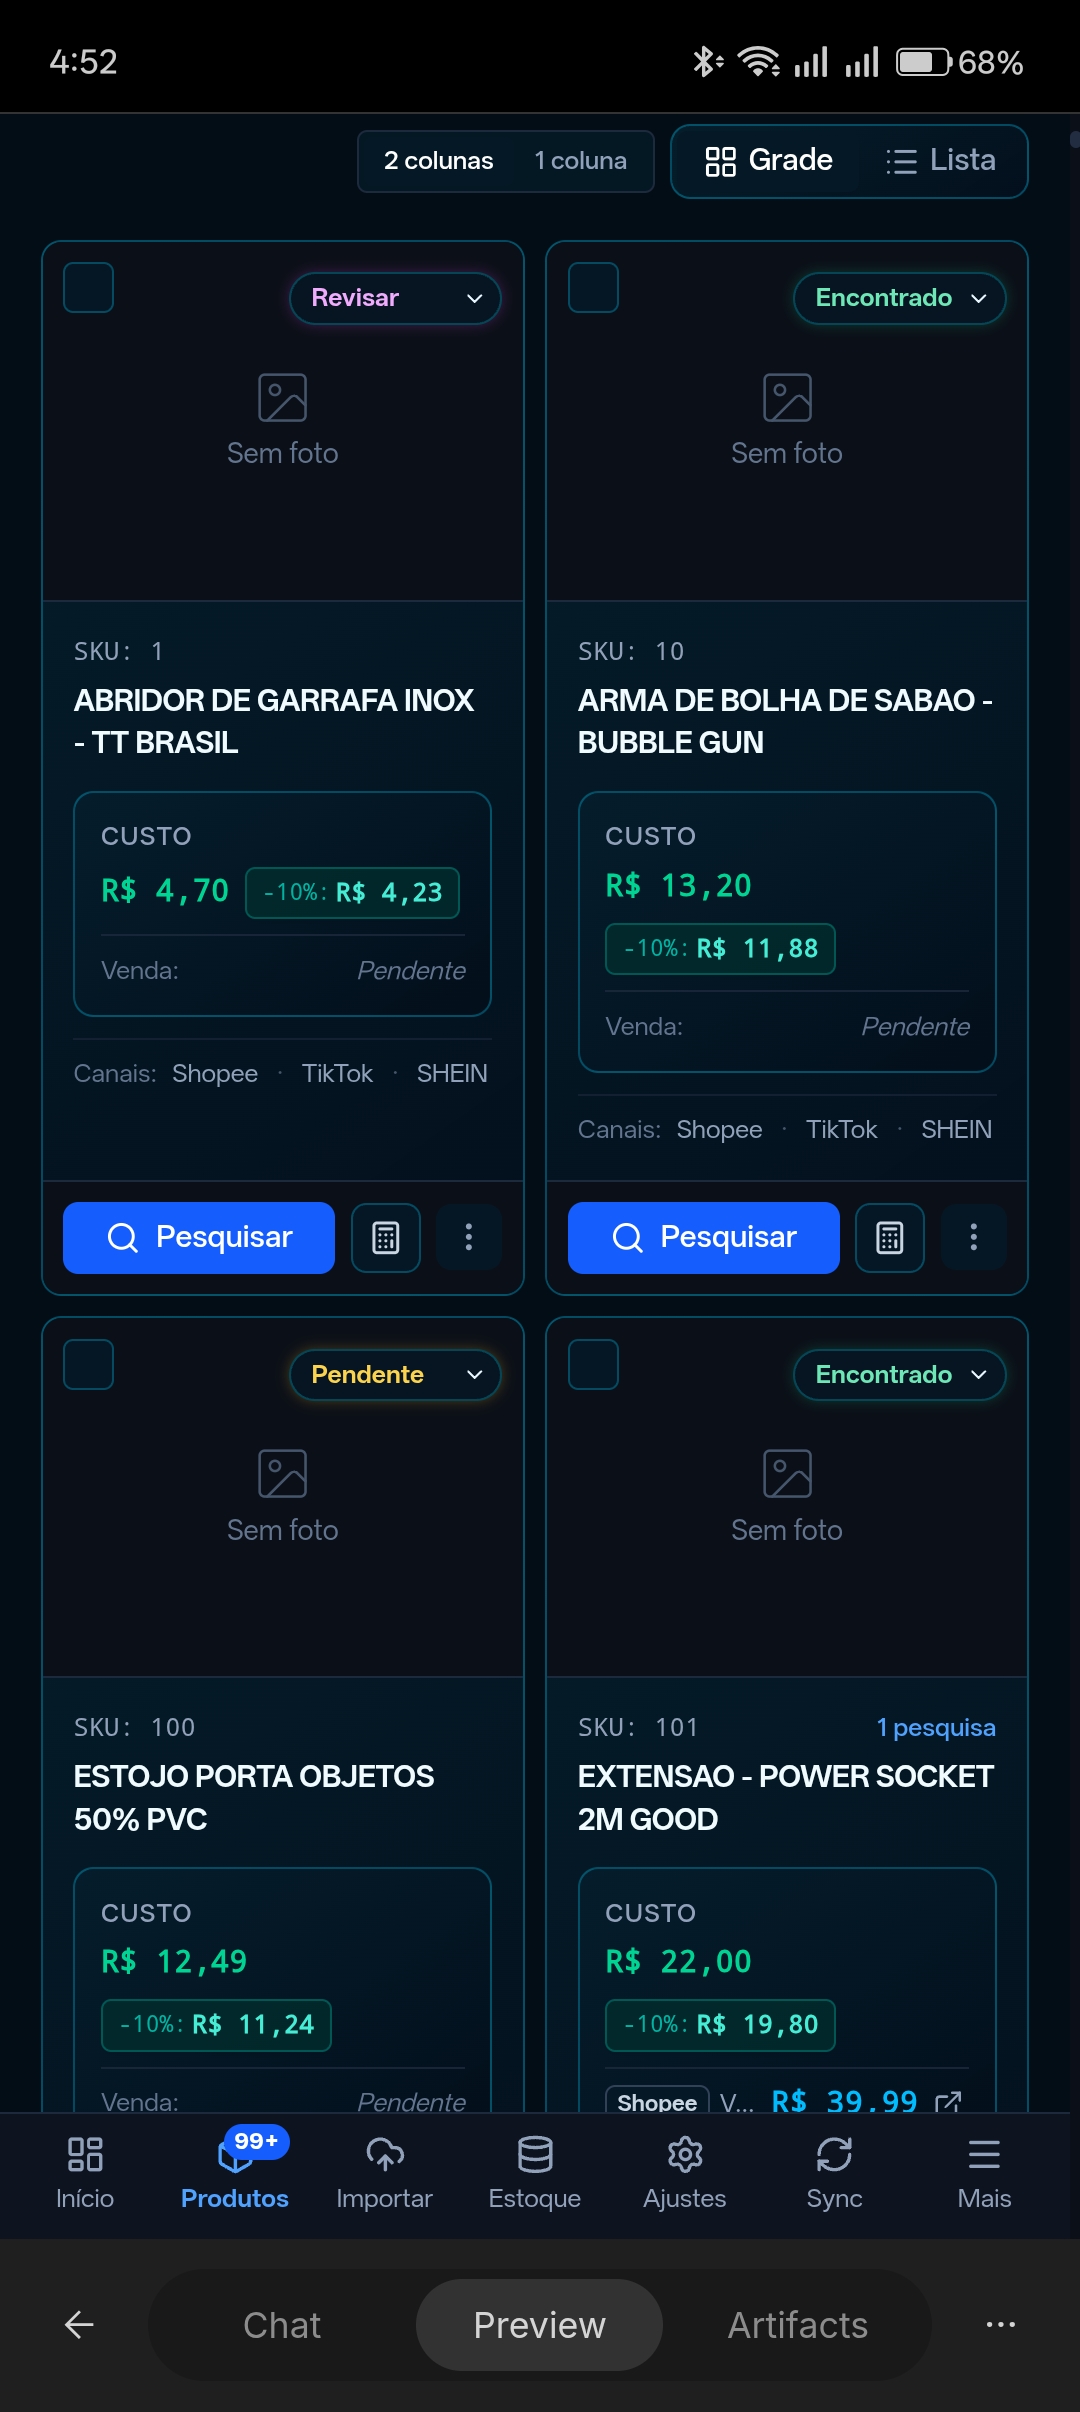 4:52
68%
2 colunas
1 coluna
Grade
Lista
Revisar
Sem foto
SKU: 1
ABRIDOR DE GARRAFA INOX
- TT BRASIL
CUSTO
R$ 4,70
-10%: R$ 4,23
Venda:
Pendente
Canais: Shopee · TikTok · SHEIN
Pesquisar
Encontrado
Sem foto
SKU: 10
ARMA DE BOLHA DE SABAO -
BUBBLE GUN
CUSTO
R$ 13,20
-10%: R$ 11,88
Venda:
Pendente
Canais: Shopee · TikTok · SHEIN
Pesquisar
Pendente
Sem foto
SKU: 100
ESTOJO PORTA OBJETOS
50% PVC
CUSTO
R$ 12,49
-10%: R$ 11,24
Venda:
Pendente
Encontrado
Sem foto
SKU: 101
1 pesquisa
EXTENSAO - POWER SOCKET
2M GOOD
CUSTO
R$ 22,00
-10%: R$ 19,80
Shopee
V...
R$ 39,99
99+
Início
Produtos
Importar
Estoque
Ajustes
Sync
Mais
Chat
Preview
Artifacts